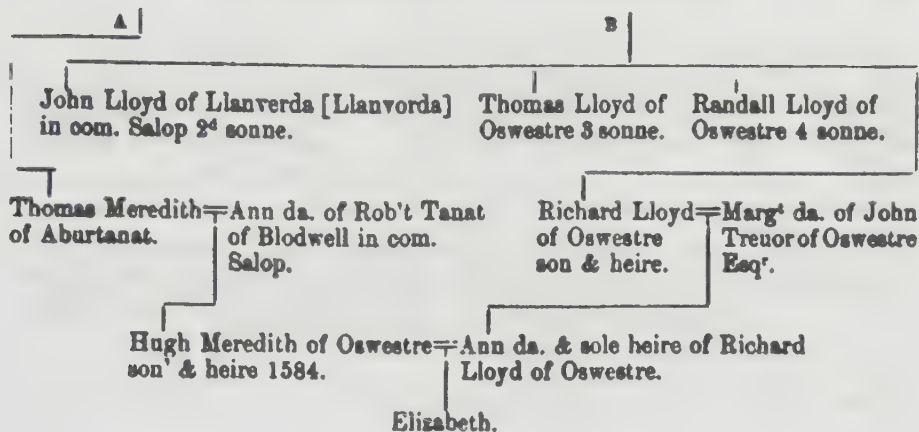 A
B
John Lloyd of Llanverda [Llanvorda]
in com. Salop 2ᵈ sonne.
Thomas Lloyd of
Oswestre 3 sonne.
Randall Lloyd of
Oswestre 4 sonne.
Thomas Meredith
of Aburtanat.
Ann da. of Rob't Tanat
of Blodwell in com.
Salop.
Richard Lloyd
of Oswestre
son & heire.
Margᵗ da. of John
Treuor of Oswestre
Esqʳ.
Hugh Meredith of Oswestre
son' & heire 1584.
Ann da. & sole heire of Richard
Lloyd of Oswestre.
Elizabeth.